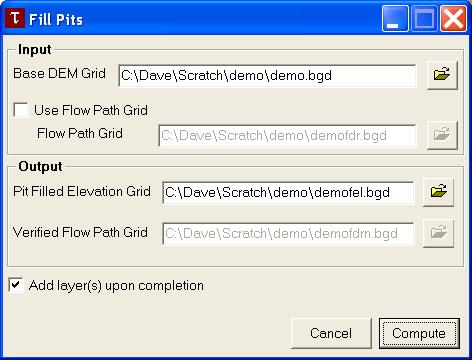 τ Fill Pits
Input
Base DEM Grid C:\Dave\Scratch\demo\demo.bgd
Use Flow Path Grid
Flow Path Grid C:\Dave\Scratch\demo\demofdr.bgd
Output
Pit Filled Elevation Grid C:\Dave\Scratch\demo\demofel.bgd
Verified Flow Path Grid C:\Dave\Scratch\demo\demofdrn.bgd
Add layer(s) upon completion
Cancel Compute